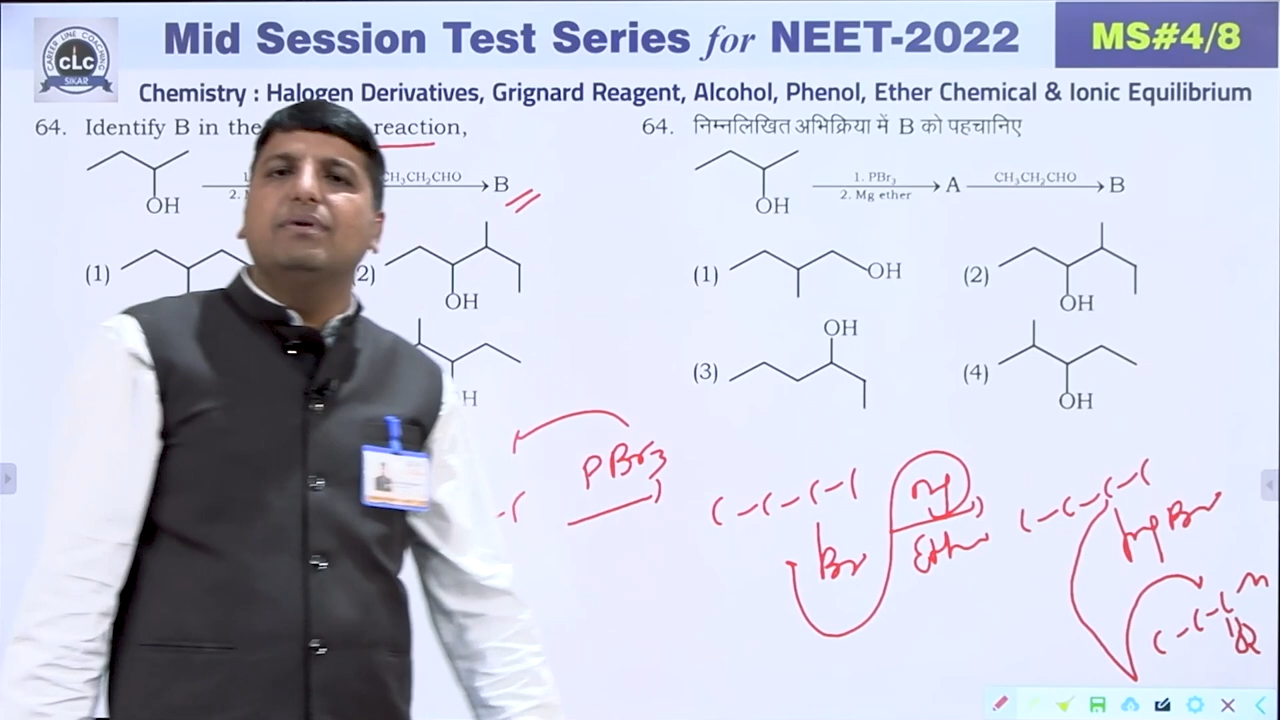 CAREER LINE COACHING
CLC
SIKAR
Mid Session Test Series for NEET-2022
MS#4/8
Chemistry : Halogen Derivatives, Grignard Reagent, Alcohol, Phenol, Ether Chemical & Ionic Equilibrium
64. Identify B in the reaction,
OH
1.
2.
CH₃CH₂CHO
B
(1)
2)
OH
H
64. निम्नलिखित अभिक्रिया में B को पहचानिए
OH
1. PBr₃
2. Mg ether
A
CH₃CH₂CHO
B
(1)
OH
(2)
OH
(3)
OH
(4)
OH
PBr₃
C-C-C-C
Br
Mg
Ether
C-C-C-C
MgBr
C-C-C
H
O